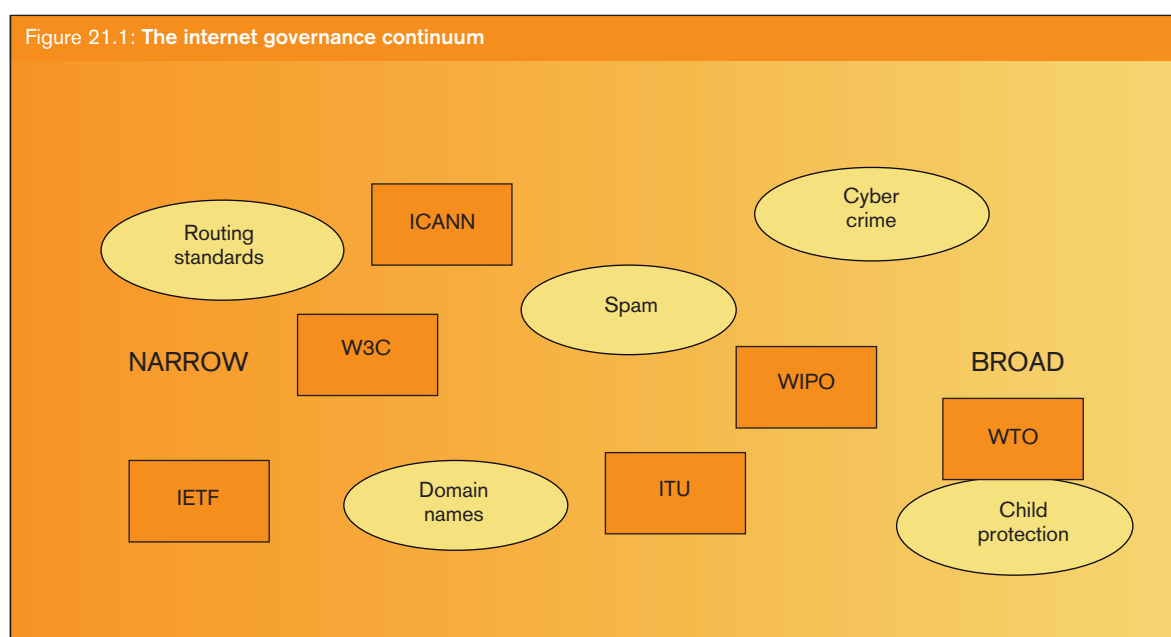 Figure 21.1: The internet governance continuum
Routing
standards
ICANN
Cyber
crime
Spam
NARROW
W3C
WIPO
BROAD
WTO
IETF
Domain
names
ITU
Child
protection